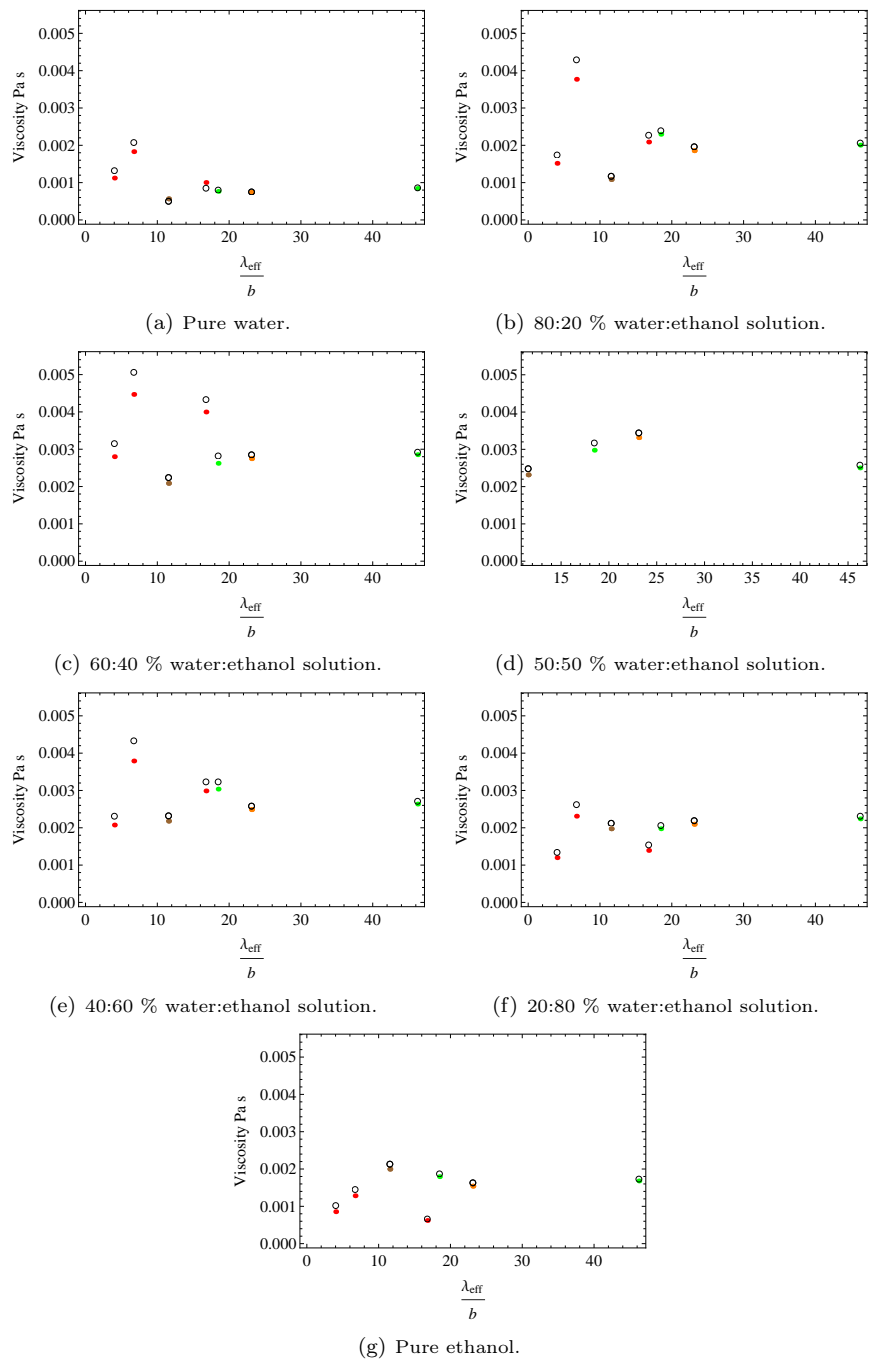 0.005
0.004
0.003
0.002
0.001
0.000
Viscosity Pa s
0 10 20 30 40
λeff
b
(a) Pure water.
0.005
0.004
0.003
0.002
0.001
0.000
Viscosity Pa s
0 10 20 30 40
λeff
b
(b) 80:20 % water:ethanol solution.
0.005
0.004
0.003
0.002
0.001
0.000
Viscosity Pa s
0 10 20 30 40
λeff
b
(c) 60:40 % water:ethanol solution.
0.005
0.004
0.003
0.002
0.001
0.000
Viscosity Pa s
15 20 25 30 35 40 45
λeff
b
(d) 50:50 % water:ethanol solution.
0.005
0.004
0.003
0.002
0.001
0.000
Viscosity Pa s
0 10 20 30 40
λeff
b
(e) 40:60 % water:ethanol solution.
0.005
0.004
0.003
0.002
0.001
0.000
Viscosity Pa s
0 10 20 30 40
λeff
b
(f) 20:80 % water:ethanol solution.
0.005
0.004
0.003
0.002
0.001
0.000
Viscosity Pa s
0 10 20 30 40
λeff
b
(g) Pure ethanol.